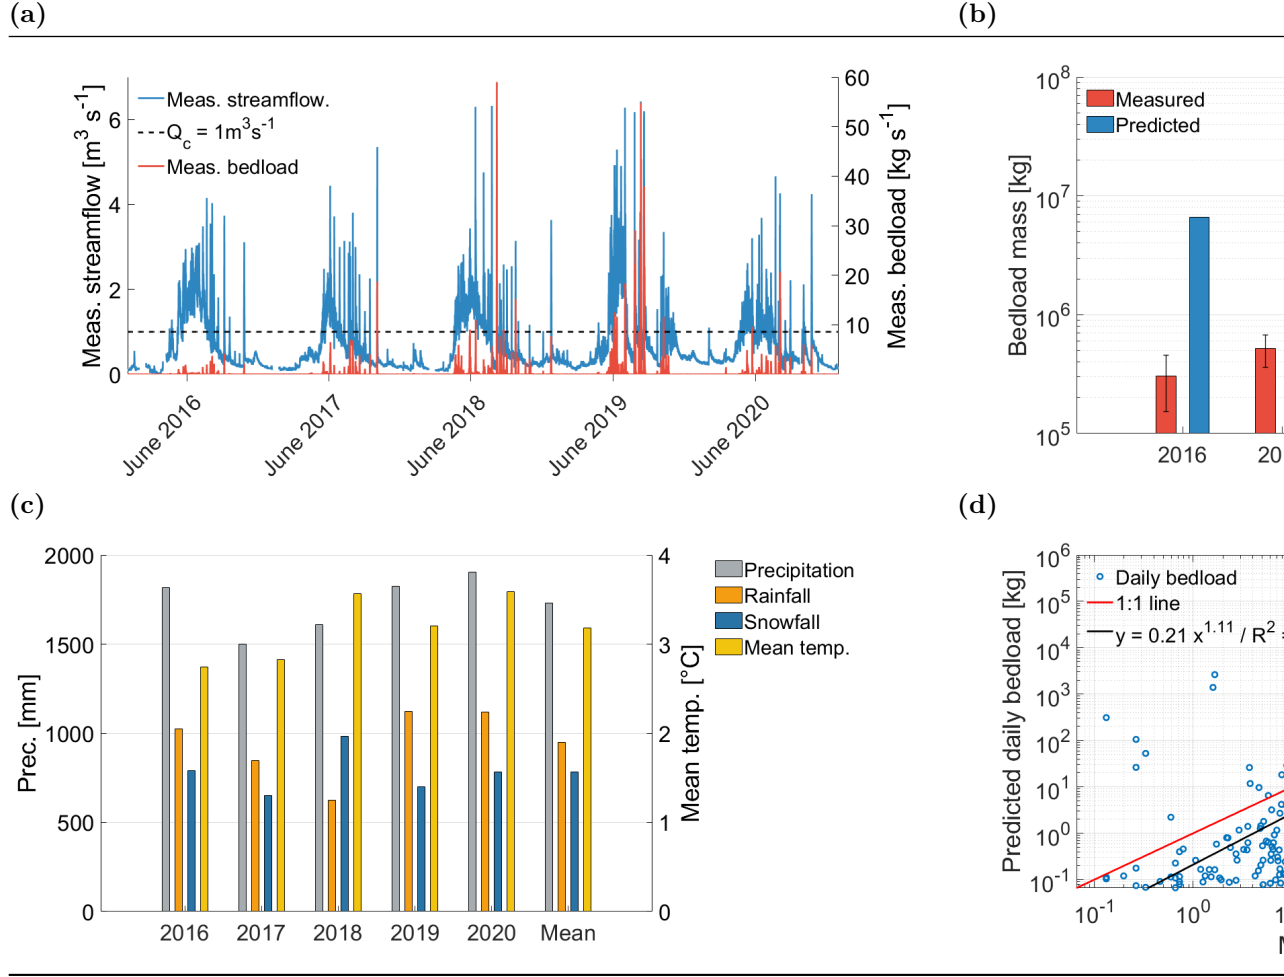 (a)
Meas. streamflow [m3 s-1]
6
4
2
0
Meas. streamflow.
Qc = 1m3s-1
Meas. bedload
60
50
40
30
20
10
0
Meas. bedload [kg s-1]
June 2016
June 2017
June 2018
June 2019
June 2020
(b)
Bedload mass [kg]
10^8
10^7
10^6
10^5
Measured
Predicted
2016
20
(c)
Prec. [mm]
2000
1500
1000
500
0
4
3
2
1
0
Mean temp. [°C]
Precipitation
Rainfall
Snowfall
Mean temp.
2016
2017
2018
2019
2020
Mean
(d)
Predicted daily bedload [kg]
10^6
10^5
10^4
10^3
10^2
10^1
10^0
10^-1
Daily bedload
1:1 line
y = 0.21 x^1.11 / R^2 =
10^-1
10^0